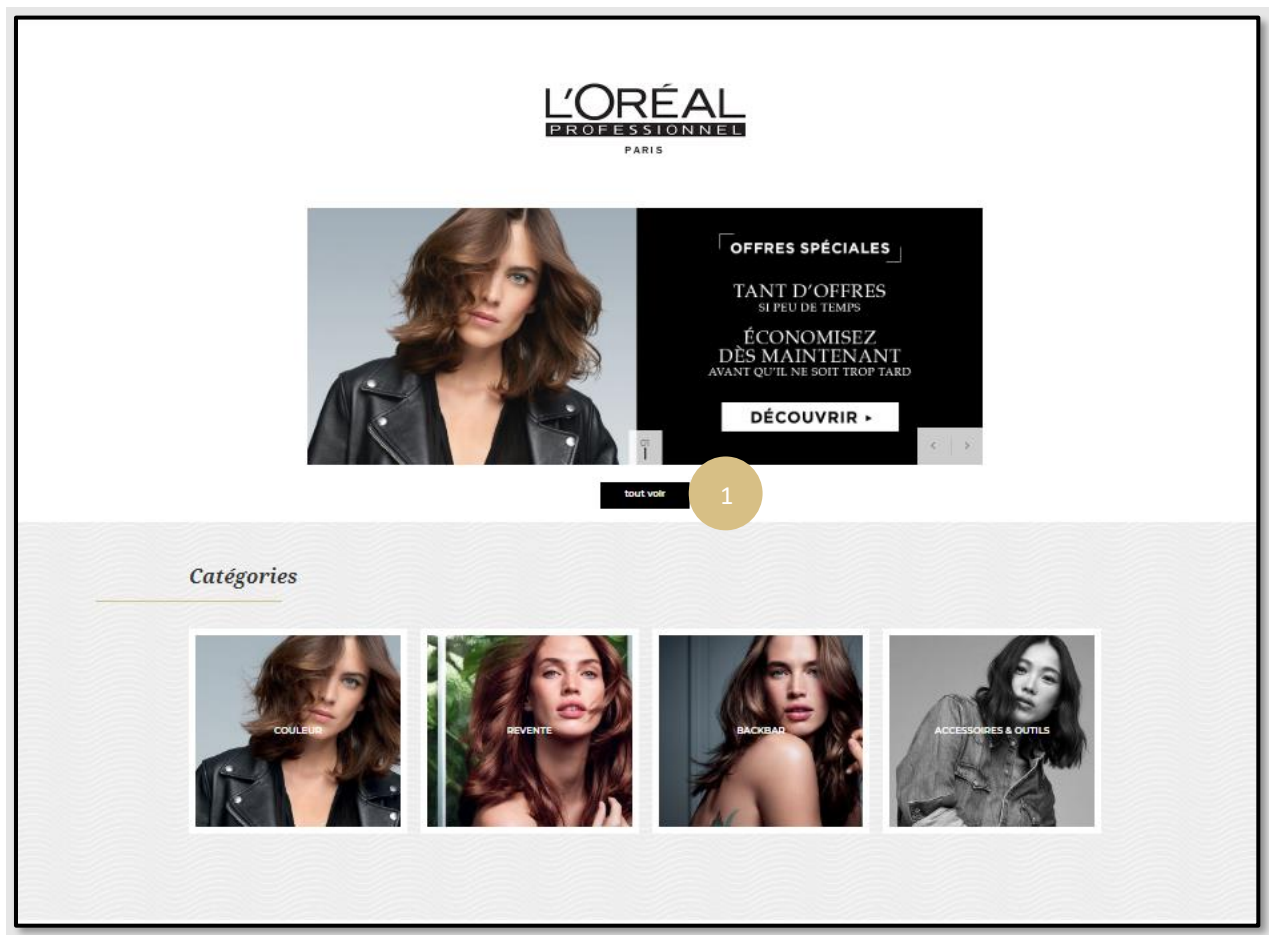 L'ORÉAL
PROFESSIONNEL
PARIS
OFFRES SPÉCIALES
TANT D'OFFRES
SI PEU DE TEMPS
ÉCONOMISEZ
DÈS MAINTENANT
AVANT QU'IL NE SOIT TROP TARD
DÉCOUVRIR
01
tout voir
1
Catégories
COULEUR
REVENTE
BACKBAR
ACCESSOIRES & OUTILS